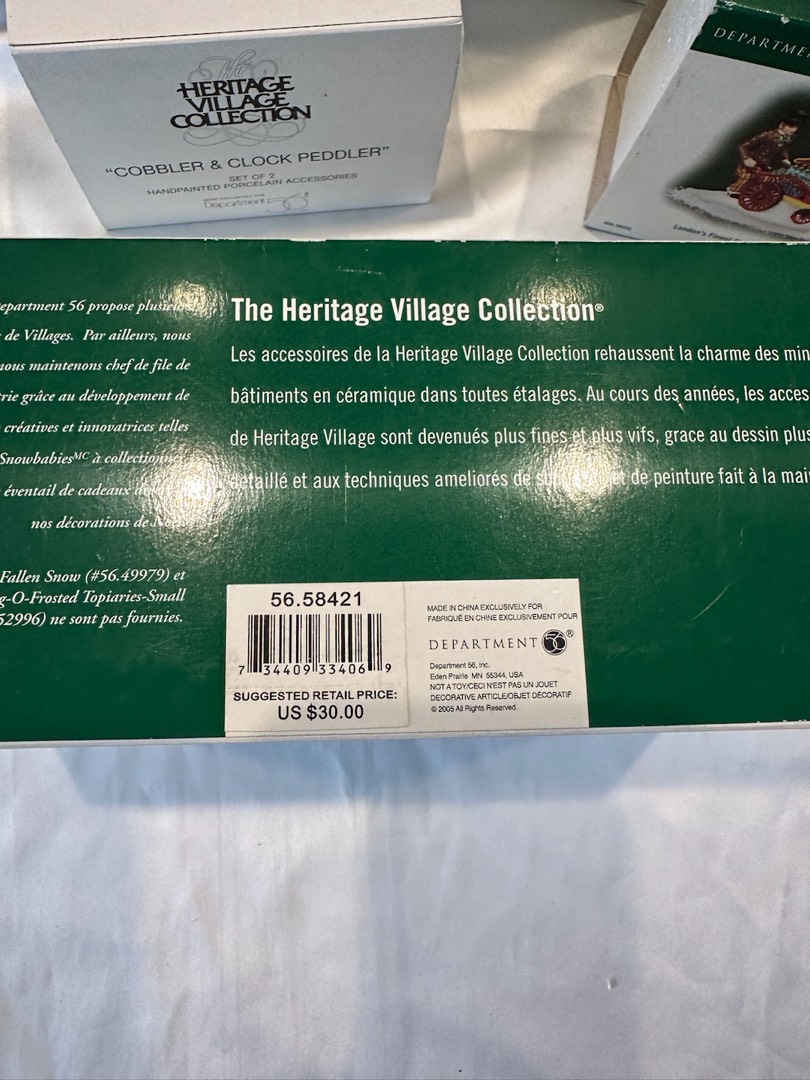 The
HERITAGE
VILLAGE
COLLECTION
"COBBLER & CLOCK PEDDLER"
SET OF 2
HANDPAINTED PORCELAIN ACCESSORIES
Department 56®
DEPARTME
London's
epartment 56 propose
de Villages. Par ailleurs, nous
nous maintenons chef de file de
rie grâce au développement de
créatives et innovatrices telles
Snowbabiesᴹᶜ à
éventail de cadeaux
nos décorations de
Fallen Snow (#56.49979) et
g-O-Frosted Topiaries-Small
52996) ne sont pas fournies.
The Heritage Village Collection®
Les accessoires de la Heritage Village Collection rehaussent la charme des min
bâtiments en céramique dans toutes étalages. Au cours des années, les acces
de Heritage Village sont devenués plus fines et plus vifs, grace au dessin plus
détaillé et aux techniques ameliorés de et de peinture fait à la mai
56.58421
7 34409 33406 9
SUGGESTED RETAIL PRICE:
US $30.00
MADE IN CHINA EXCLUSIVELY FOR
FABRIQUÉ EN CHINE EXCLUSIVEMENT POUR
DEPARTMENT 56®
Department 56, Inc.
Eden Prairie MN 55344, USA
NOT A TOY/CECI N'EST PAS UN JOUET
DECORATIVE ARTICLE/OBJET DÉCORATIF
© 2005 All Rights Reserved.